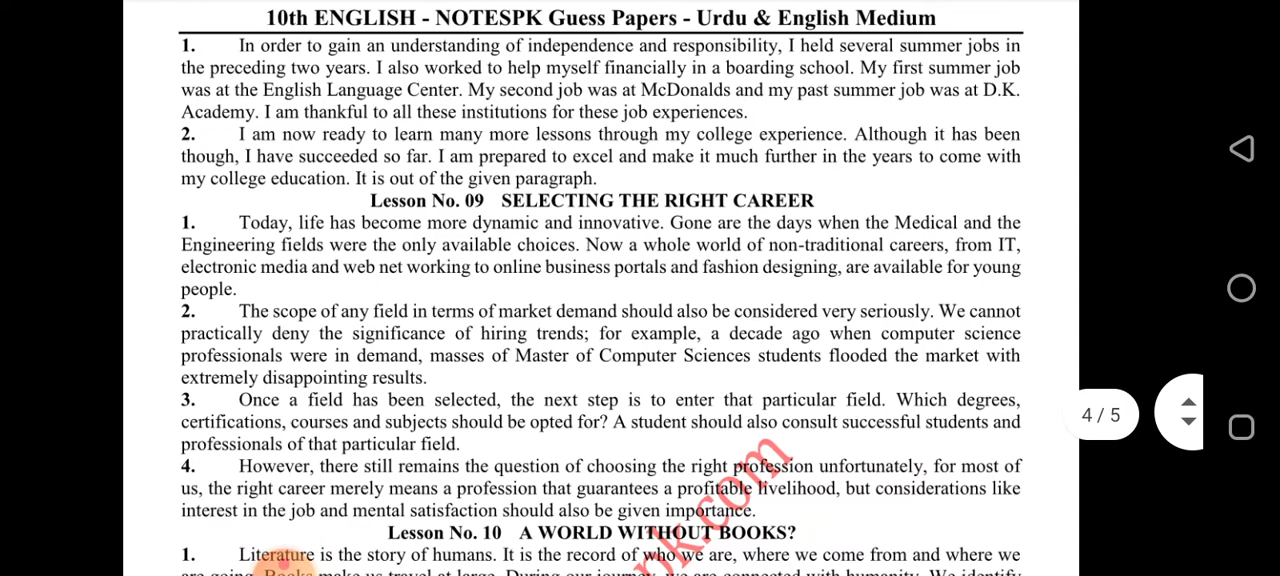 10th ENGLISH - NOTESPK Guess Papers - Urdu & English Medium
1. In order to gain an understanding of independence and responsibility, I held several summer jobs in
the preceding two years. I also worked to help myself financially in a boarding school. My first summer job
was at the English Language Center. My second job was at McDonalds and my past summer job was at D.K.
Academy. I am thankful to all these institutions for these job experiences.
2. I am now ready to learn many more lessons through my college experience. Although it has been
though, I have succeeded so far. I am prepared to excel and make it much further in the years to come with
my college education. It is out of the given paragraph.
Lesson No. 09 SELECTING THE RIGHT CAREER
1. Today, life has become more dynamic and innovative. Gone are the days when the Medical and the
Engineering fields were the only available choices. Now a whole world of non-traditional careers, from IT,
electronic media and web net working to online business portals and fashion designing, are available for young
people.
2. The scope of any field in terms of market demand should also be considered very seriously. We cannot
practically deny the significance of hiring trends; for example, a decade ago when computer science
professionals were in demand, masses of Master of Computer Sciences students flooded the market with
extremely disappointing results.
3. Once a field has been selected, the next step is to enter that particular field. Which degrees,
certifications, courses and subjects should be opted for? A student should also consult successful students and
professionals of that particular field.
4 / 5
4. However, there still remains the question of choosing the right profession unfortunately, for most of
us, the right career merely means a profession that guarantees a profitable livelihood, but considerations like
interest in the job and mental satisfaction should also be given importance.
pk.com
Lesson No. 10 A WORLD WITHOUT BOOKS?
1. Literature is the story of humans. It is the record of who we are, where we come from and where we